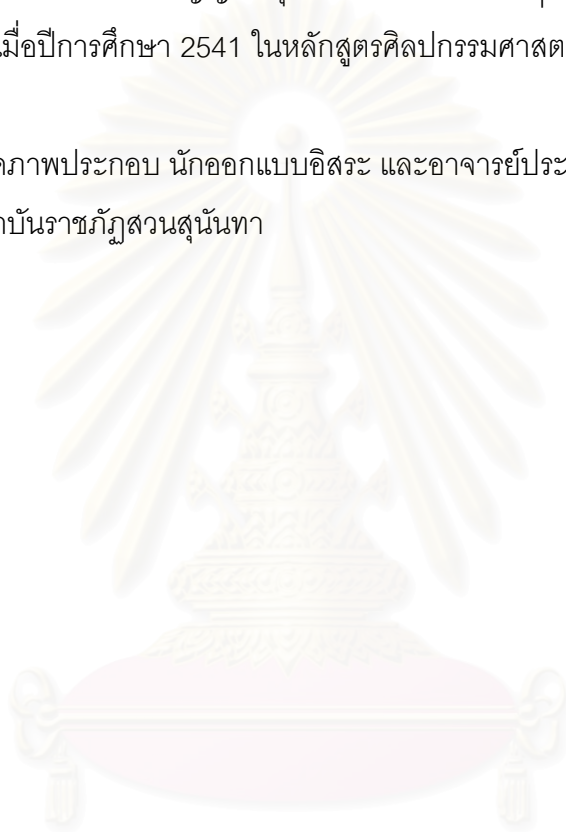 มื่อปีการศึกษา 2541 ในหลักสูตรศิลปกรรมศาสต
ภาพประกอบ นักออกแบบอิสระ และอาจารย์ประ
าบันราชภัฏสวนสุนันทา